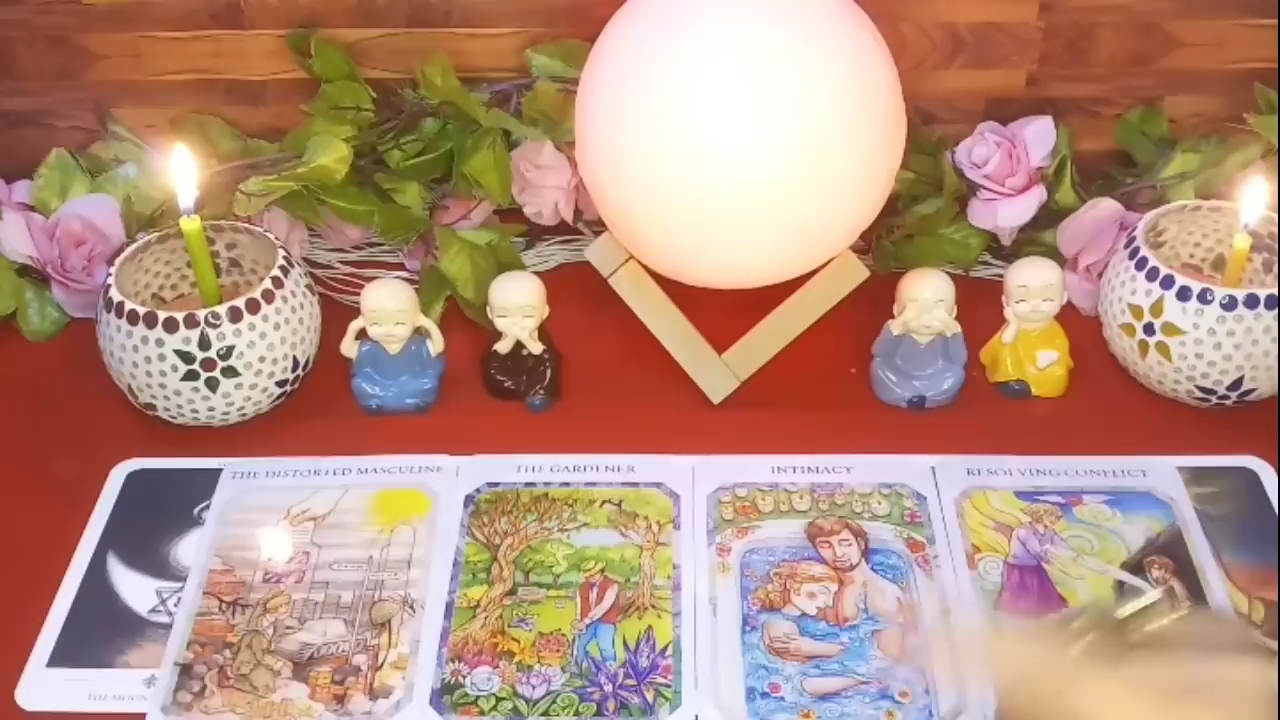 THE DISTORTED MASCULINE
THE GARDENER
INTIMACY
RESOLVING CONFLICT
THE MOON